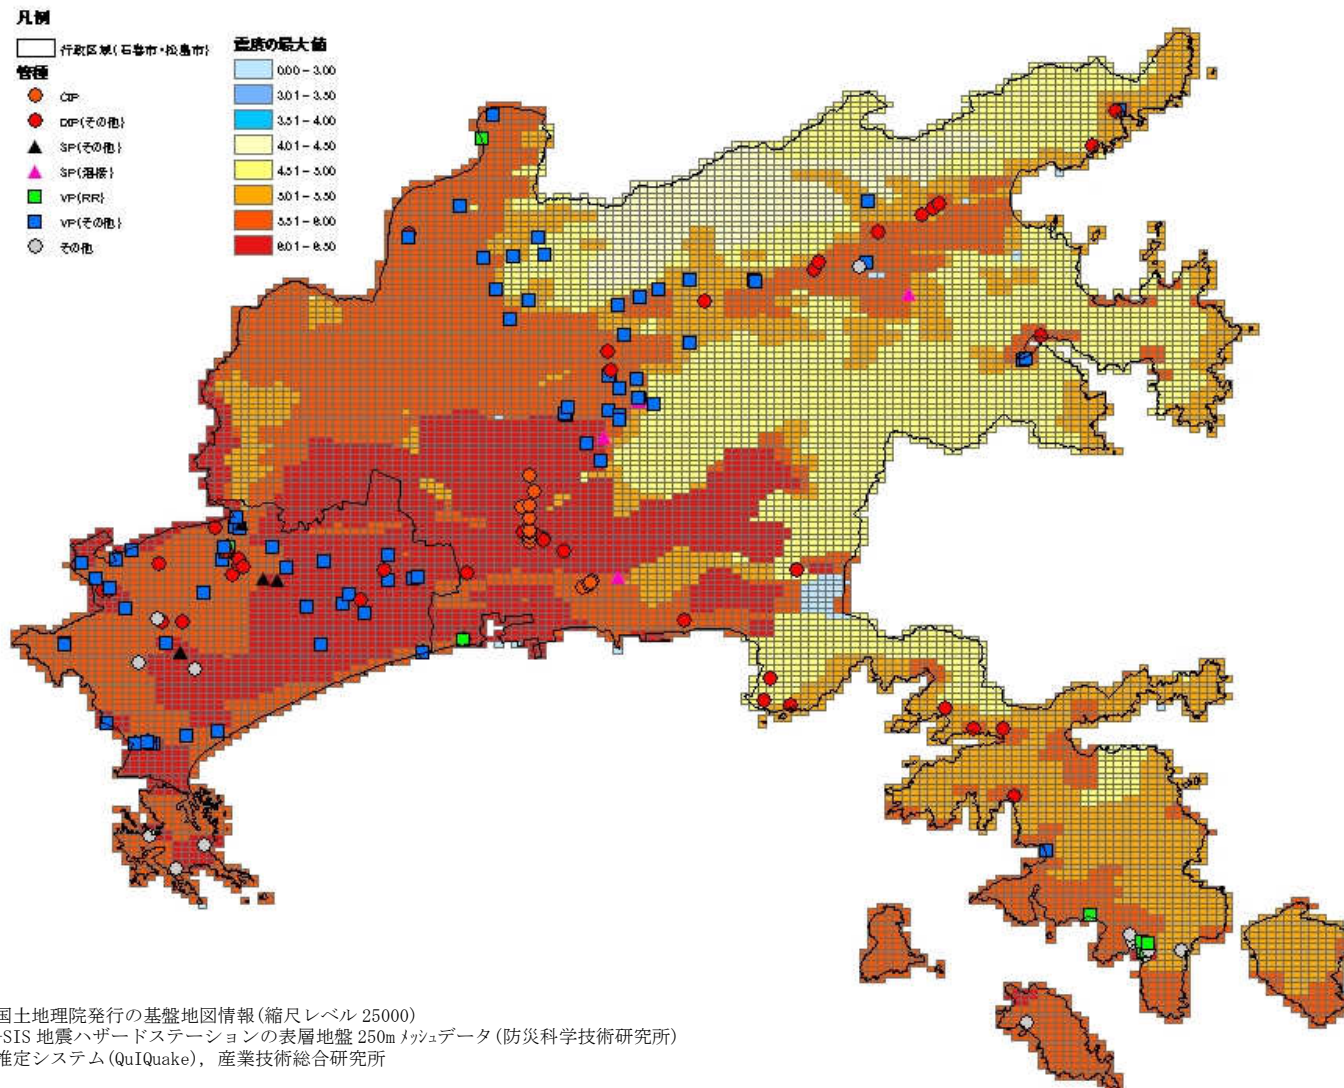 凡例
行政区域(石巻市・松島市)
管種
CIP
DIP(その他)
SP(その他)
SP(溶接)
VP(RR)
VP(その他)
その他
震度の最大値
0.00 - 3.00
3.01 - 3.50
3.51 - 4.00
4.01 - 4.50
4.51 - 5.00
5.01 - 5.50
5.51 - 6.00
6.01 - 6.50
国土地理院発行の基盤地図情報(縮尺レベル 25000)
-SIS 地震ハザードステーションの表層地盤 250m メッシュデータ(防災科学技術研究所)
推定システム(QuIQuake), 産業技術総合研究所